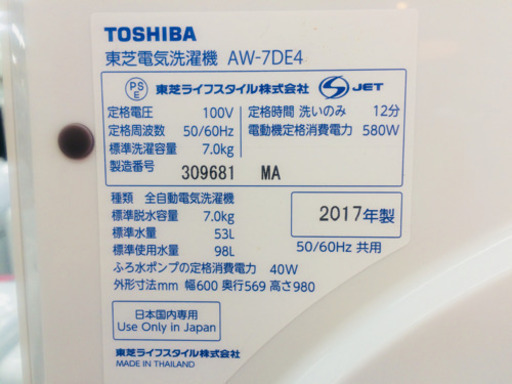 TOSHIBA
東芝電気洗濯機 AW-7DE4
PS E 東芝ライフスタイル株式会社 S JET
定格電圧 100V 定格時間 洗いのみ 12分
定格周波数 50/60Hz 電動機定格消費電力 580W
標準洗濯容量 7.0kg
製造番号 309681 MA
種類 全自動電気洗濯機
標準脱水容量 7.0kg
標準水量 53L
標準使用水量 98L
2017年製
50/60Hz 共用
ふろ水ポンプの定格消費電力 40W
外形寸法mm 幅600 奥行569 高さ980
日本国内専用
Use Only in Japan
東芝ライフスタイル株式会社
MADE IN THAILAND